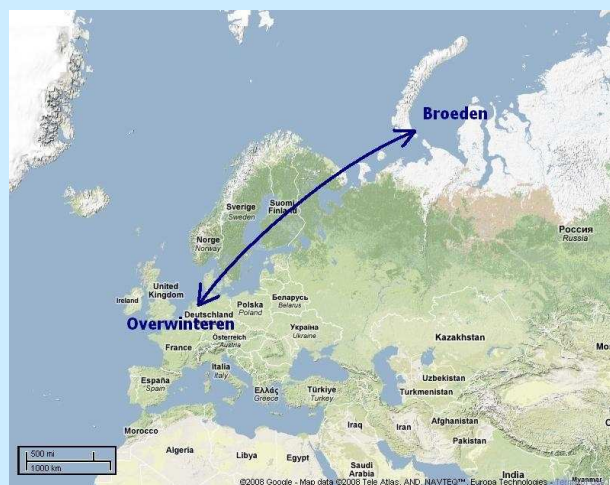 Broeden
Sverige
Sweden
Suomi
Finland
Norge
Norway
Россия
Russia
United
Kingdom
Ireland
Deutschland
Polska
Poland
Беларусь
Belarus
Overwinteren
Österreich
Austria
Україна
Ukraine
France
Kazakhstan
Italia
Italy
España
Spain
Ελλάς
Greece
Türkiye
Turkey
Uzbekistan
Turkmenistan
Morocco
Iraq
Iran
Afghanistan
Pakistan
Algeria
Libya
Egypt
Saudi
Arabia
India
Myanmar
500 mi
1000 km
©2008 Google - Map data ©2008 Tele Atlas, AND, NAVTEQ™, Europa Technologies -